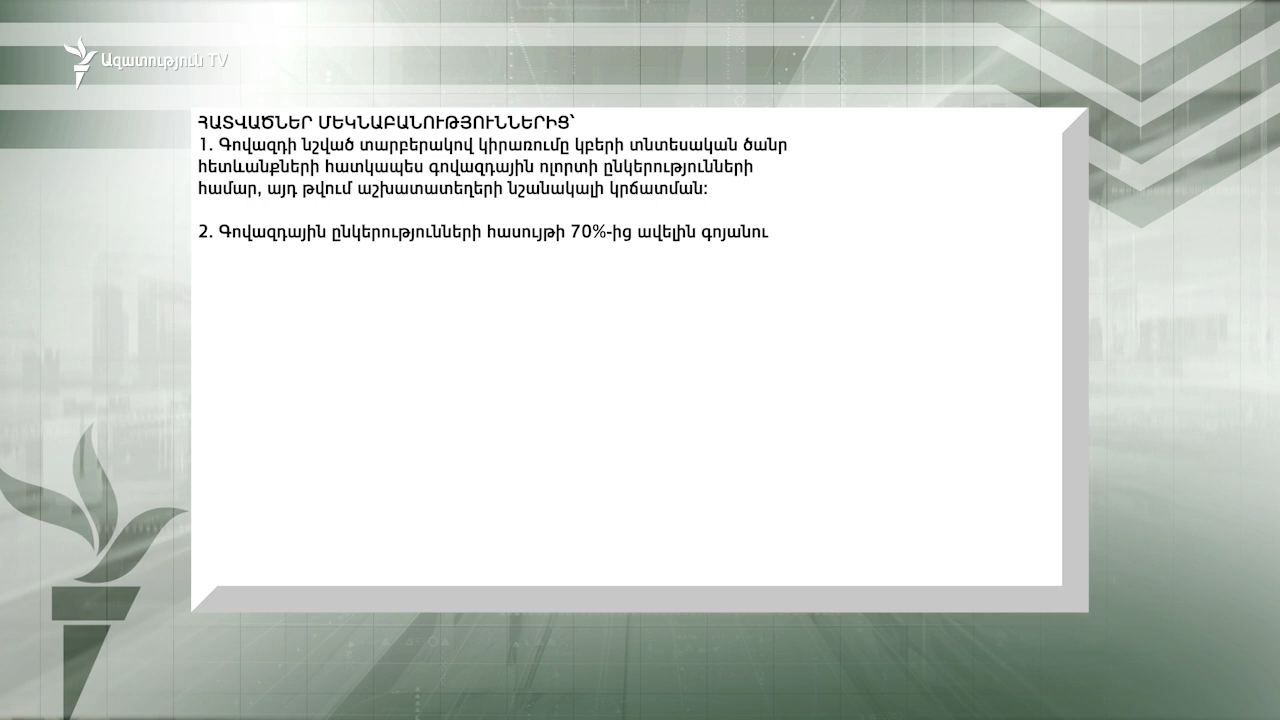 Ազատություն TV
ՀԱՏՎԱԾՆԵՐ ՄԵԿՆԱԲԱՆՈՒԹՅՈՒՆՆԵՐԻՑ՝
1. Գովազդի նշված տարբերակով կիրառումը կբերի տնտեսական ծանր
հետևանքների հատկապես գովազդային ոլորտի ընկերությունների
համար, այդ թվում աշխատատեղերի նշանակալի կրճատման:
2. Գովազդային ընկերությունների հասույթի 70%-ից ավելին գոյանու